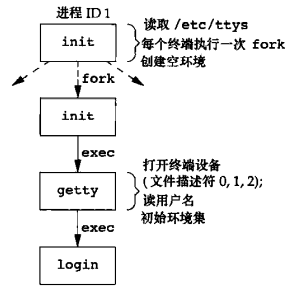 进程 ID 1
init
读取 /etc/ttys
每个终端执行一次 fork
创建空环境
fork
init
exec
getty
打开终端设备
(文件描述符 0, 1, 2);
读用户名
初始环境集
exec
login